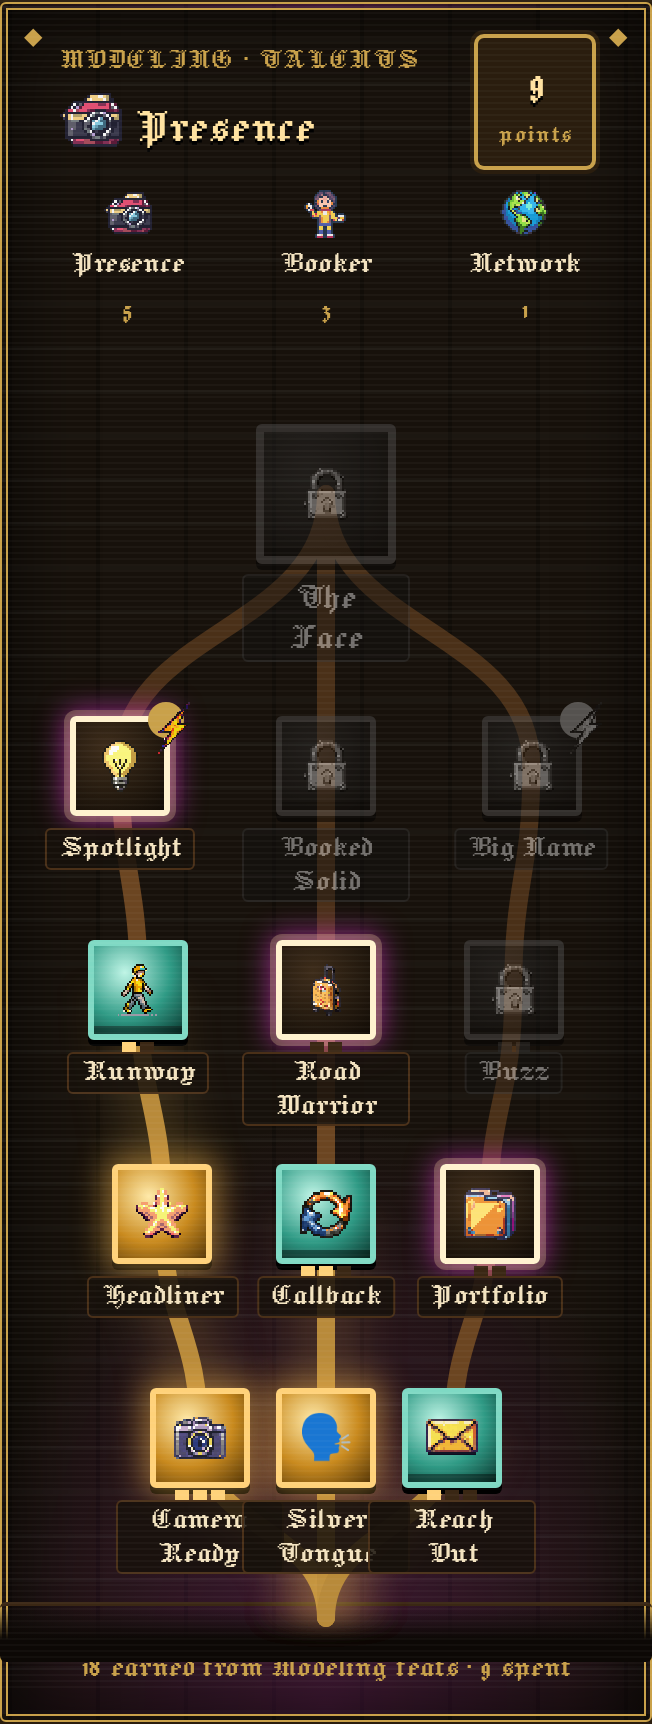 MODELING · TALENTS
9
points
Presence
Presence
Booker
Network
5
3
1
The
Face
Spotlight
Booked
Solid
Big Name
Runway
Road
Warrior
Buzz
Headliner
Callback
Portfolio
Camera
Ready
Silver
Tongue
Reach
Out
18 earned from Modeling feats · 9 spent